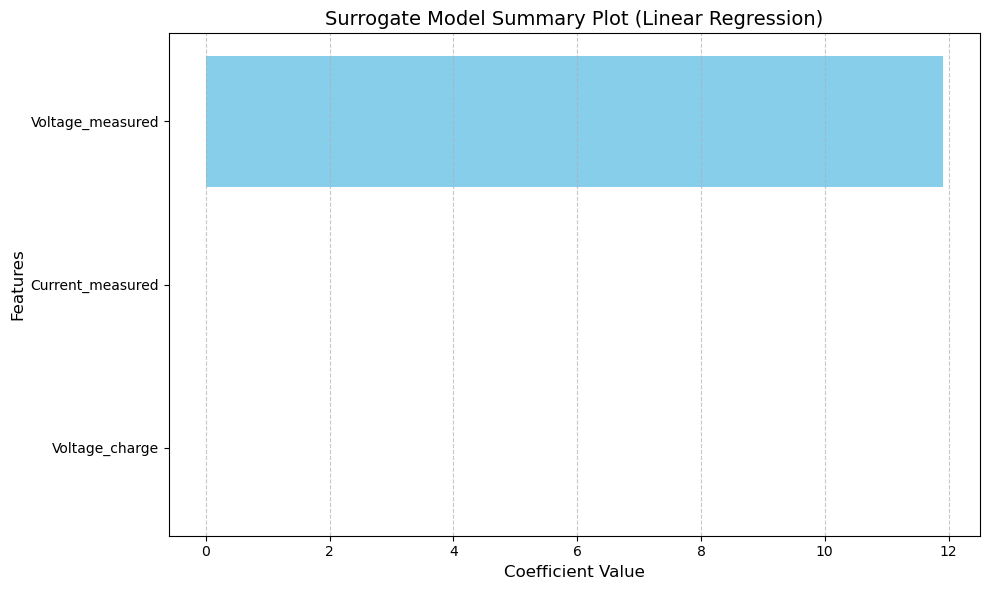 Surrogate Model Summary Plot (Linear Regression)
Voltage_measured
Current_measured
Voltage_charge
Features
0 2 4 6 8 10 12
Coefficient Value